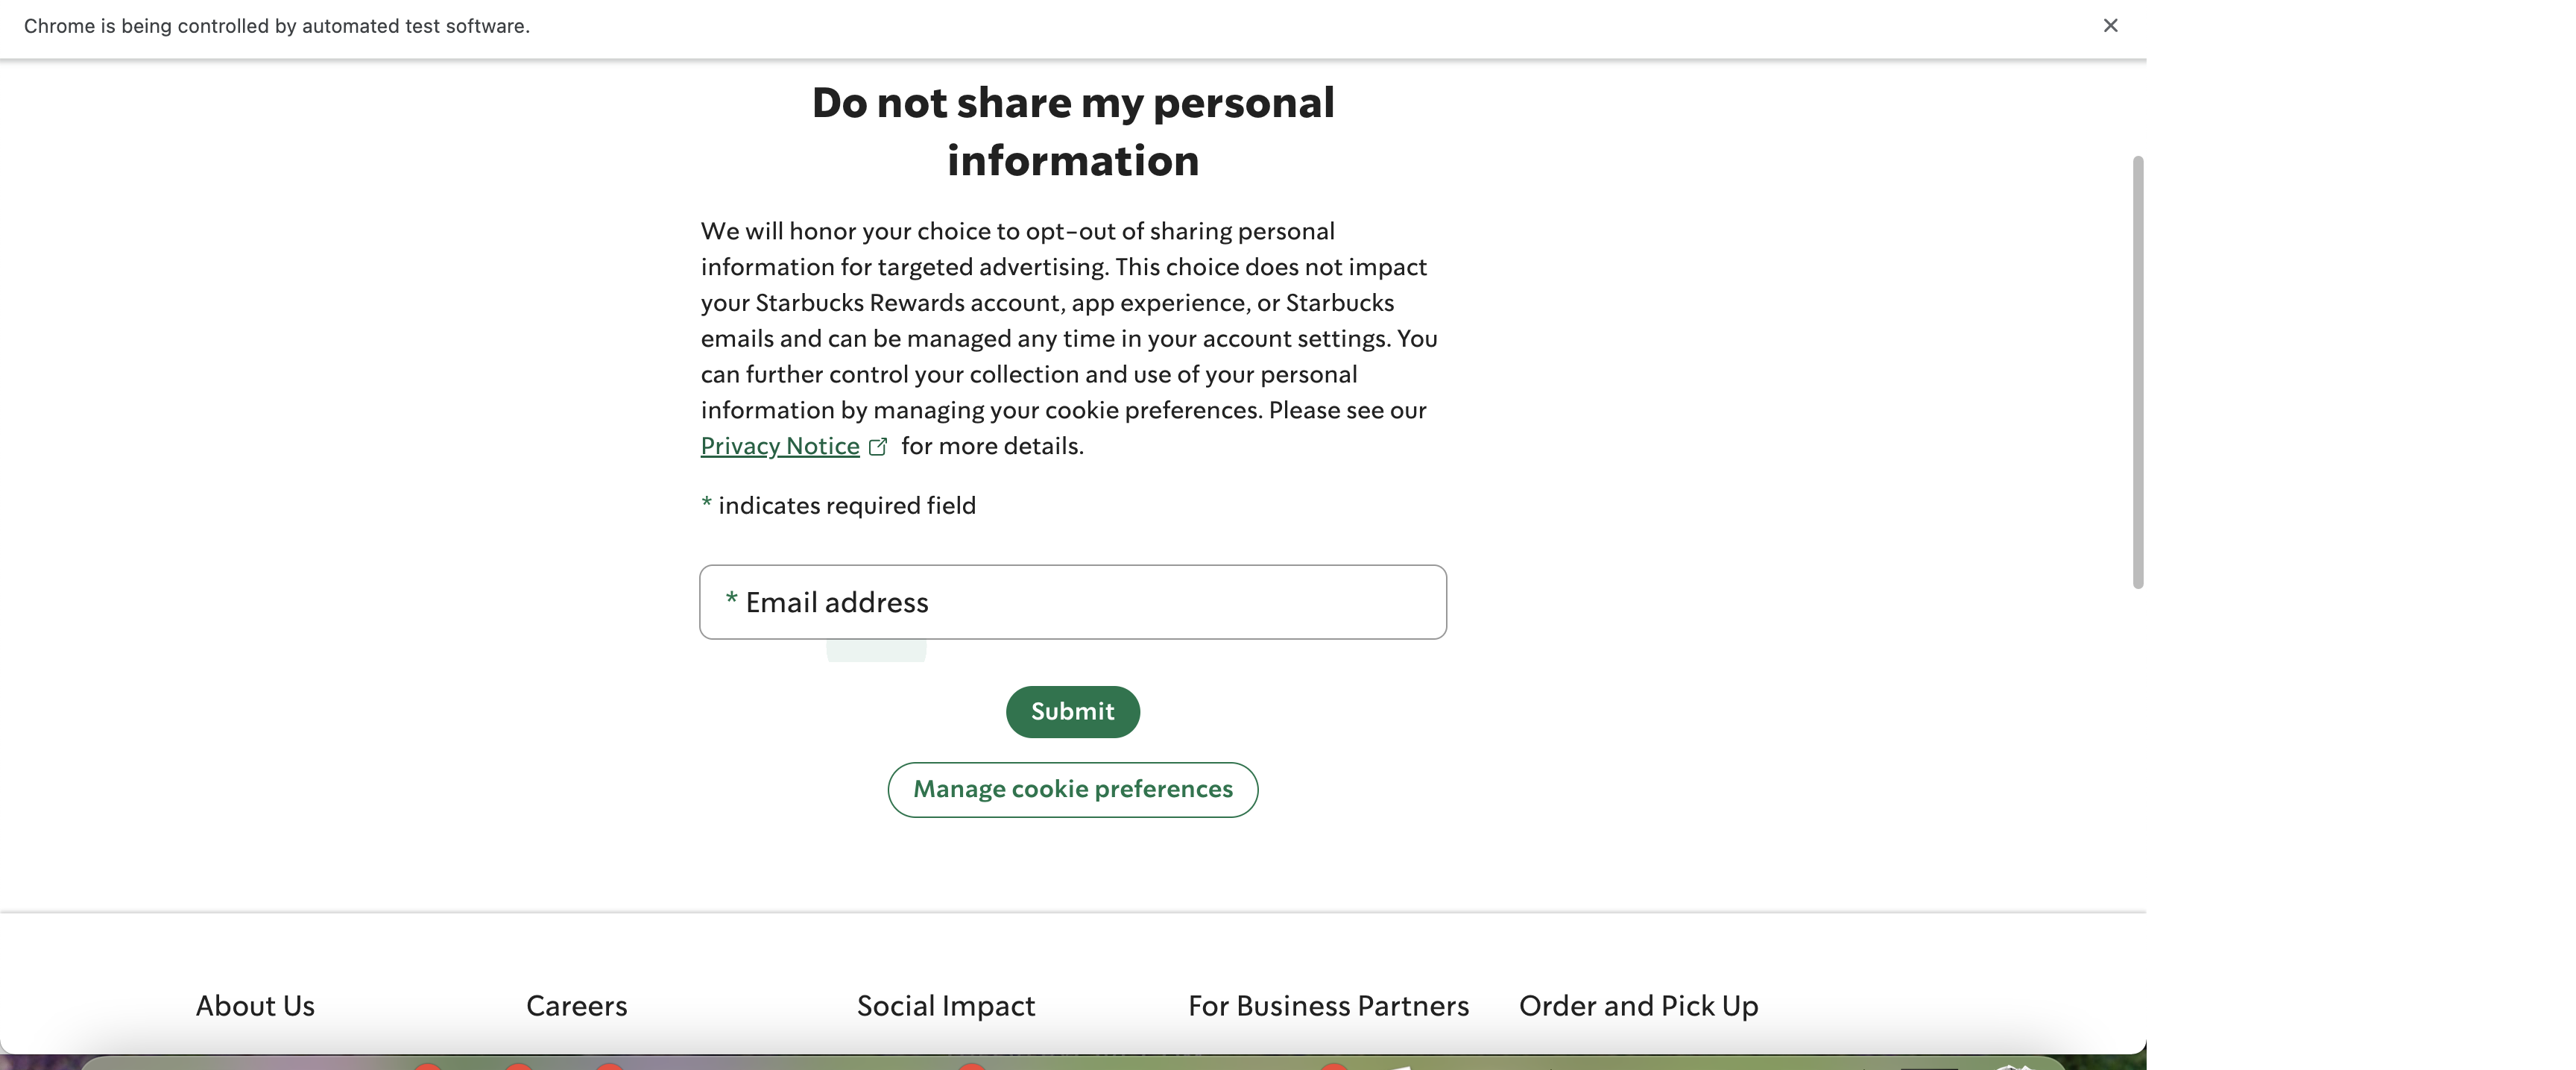 Chrome is being controlled by automated test software.
Do not share my personal
information
We will honor your choice to opt-out of sharing personal
information for targeted advertising. This choice does not impact
your Starbucks Rewards account, app experience, or Starbucks
emails and can be managed any time in your account settings. You
can further control your collection and use of your personal
information by managing your cookie preferences. Please see our
Privacy Notice for more details.
* indicates required field
* Email address
Submit
Manage cookie preferences
About Us
Careers
Social Impact
For Business Partners
Order and Pick Up